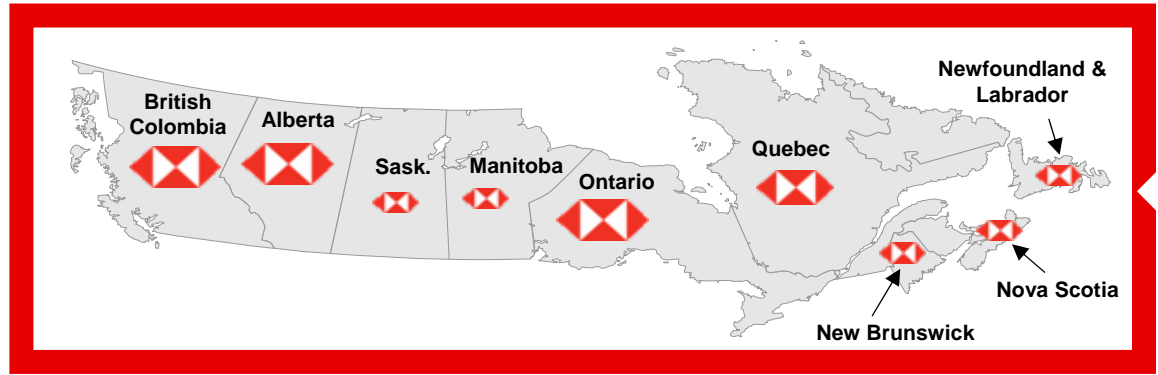 British
Colombia
Alberta
Sask.
Manitoba
Ontario
Quebec
Newfoundland &
Labrador
Nova Scotia
New Brunswick